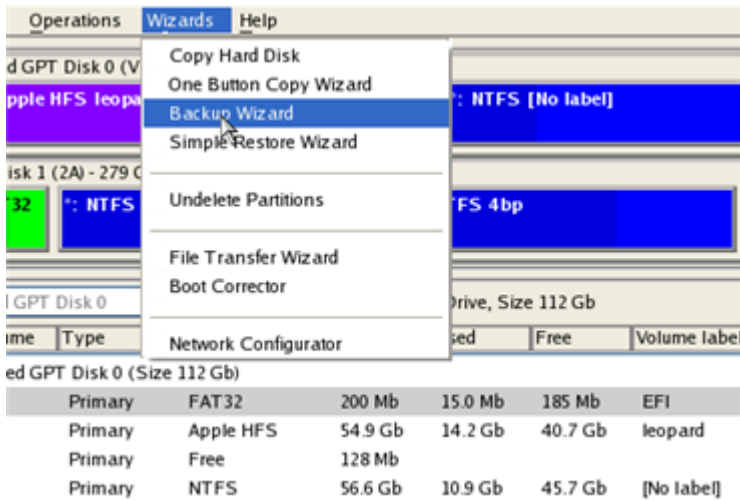 Operations Wizards Help
d GPT Disk 0 (V
Copy Hard Disk
One Button Copy Wizard
pple HFS leopa
*: NTFS [No label]
Backup Wizard
Simple Restore Wizard
isk 1 (2A) - 279 G
32 *: NTFS
Undelete Partitions
FS 4bp
File Transfer Wizard
Boot Corrector
GPT Disk 0
Drive, Size 112 Gb
me Type
Network Configurator
sed Free Volume label
ed GPT Disk 0 (Size 112 Gb)
Primary FAT32 200 Mb 15.0 Mb 185 Mb EFI
Primary Apple HFS 54.9 Gb 14.2 Gb 40.7 Gb leopard
Primary Free 128 Mb
Primary NTFS 56.6 Gb 10.9 Gb 45.7 Gb [No label]